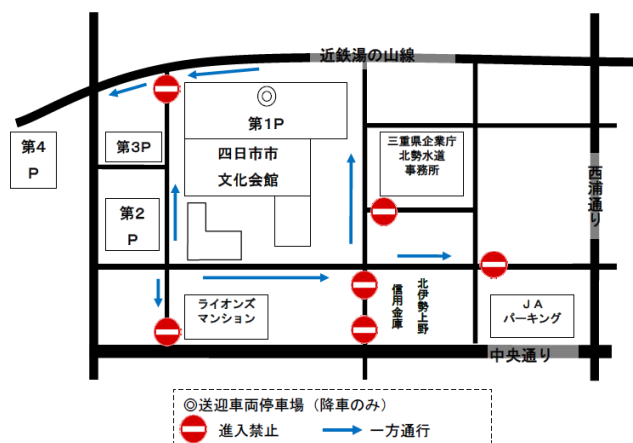 近鉄湯の山線
◎
第1P
第4
P
第3P
四日市市
文化会館
三重県企業庁
北勢水道
事務所
西浦通り
第2
P
ライオンズ
マンション
北伊勢上野
信用金庫
ＪＡ
パーキング
中央通り
◎送迎車両停車場（降車のみ）
進入禁止
一方通行